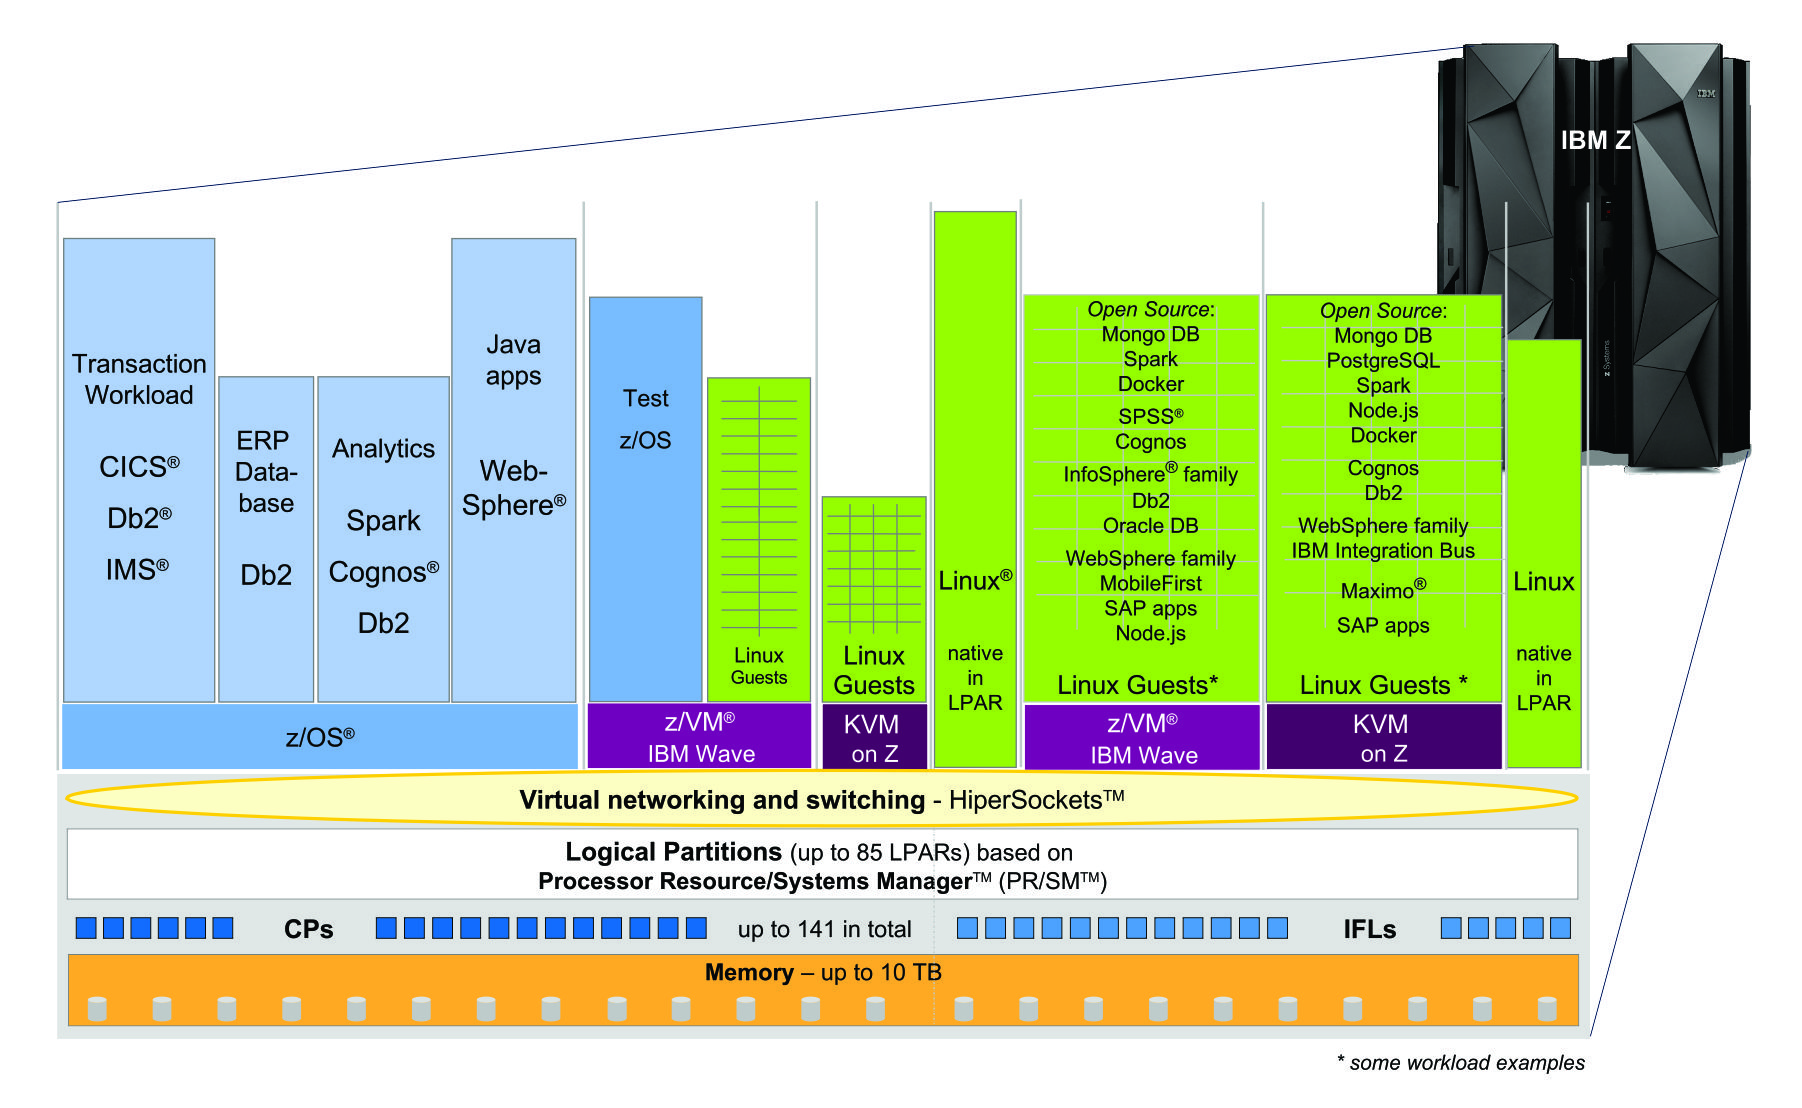 IBM
IBM Z
z Systems
Transaction
Workload
CICS®
Db2®
IMS®
ERP
Data-
base
Db2
Analytics
Spark
Cognos®
Db2
Java
apps
Web-
Sphere®
z/OS®
Test
z/OS
Linux
Guests
z/VM®
IBM Wave
Linux
Guests
KVM
on Z
Linux®
native
in
LPAR
Open Source:
Mongo DB
Spark
Docker
SPSS®
Cognos
InfoSphere® family
Db2
Oracle DB
WebSphere family
MobileFirst
SAP apps
Node.js
Linux Guests*
z/VM®
IBM Wave
Open Source:
Mongo DB
PostgreSQL
Spark
Node.js
Docker
Cognos
Db2
WebSphere family
IBM Integration Bus
Maximo®
SAP apps
Linux Guests *
KVM
on Z
Linux
native
in
LPAR
Virtual networking and switching - HiperSockets™
Logical Partitions (up to 85 LPARs) based on
Processor Resource/Systems Manager™ (PR/SM™)
CPs up to 141 in total IFLs
Memory – up to 10 TB
* some workload examples